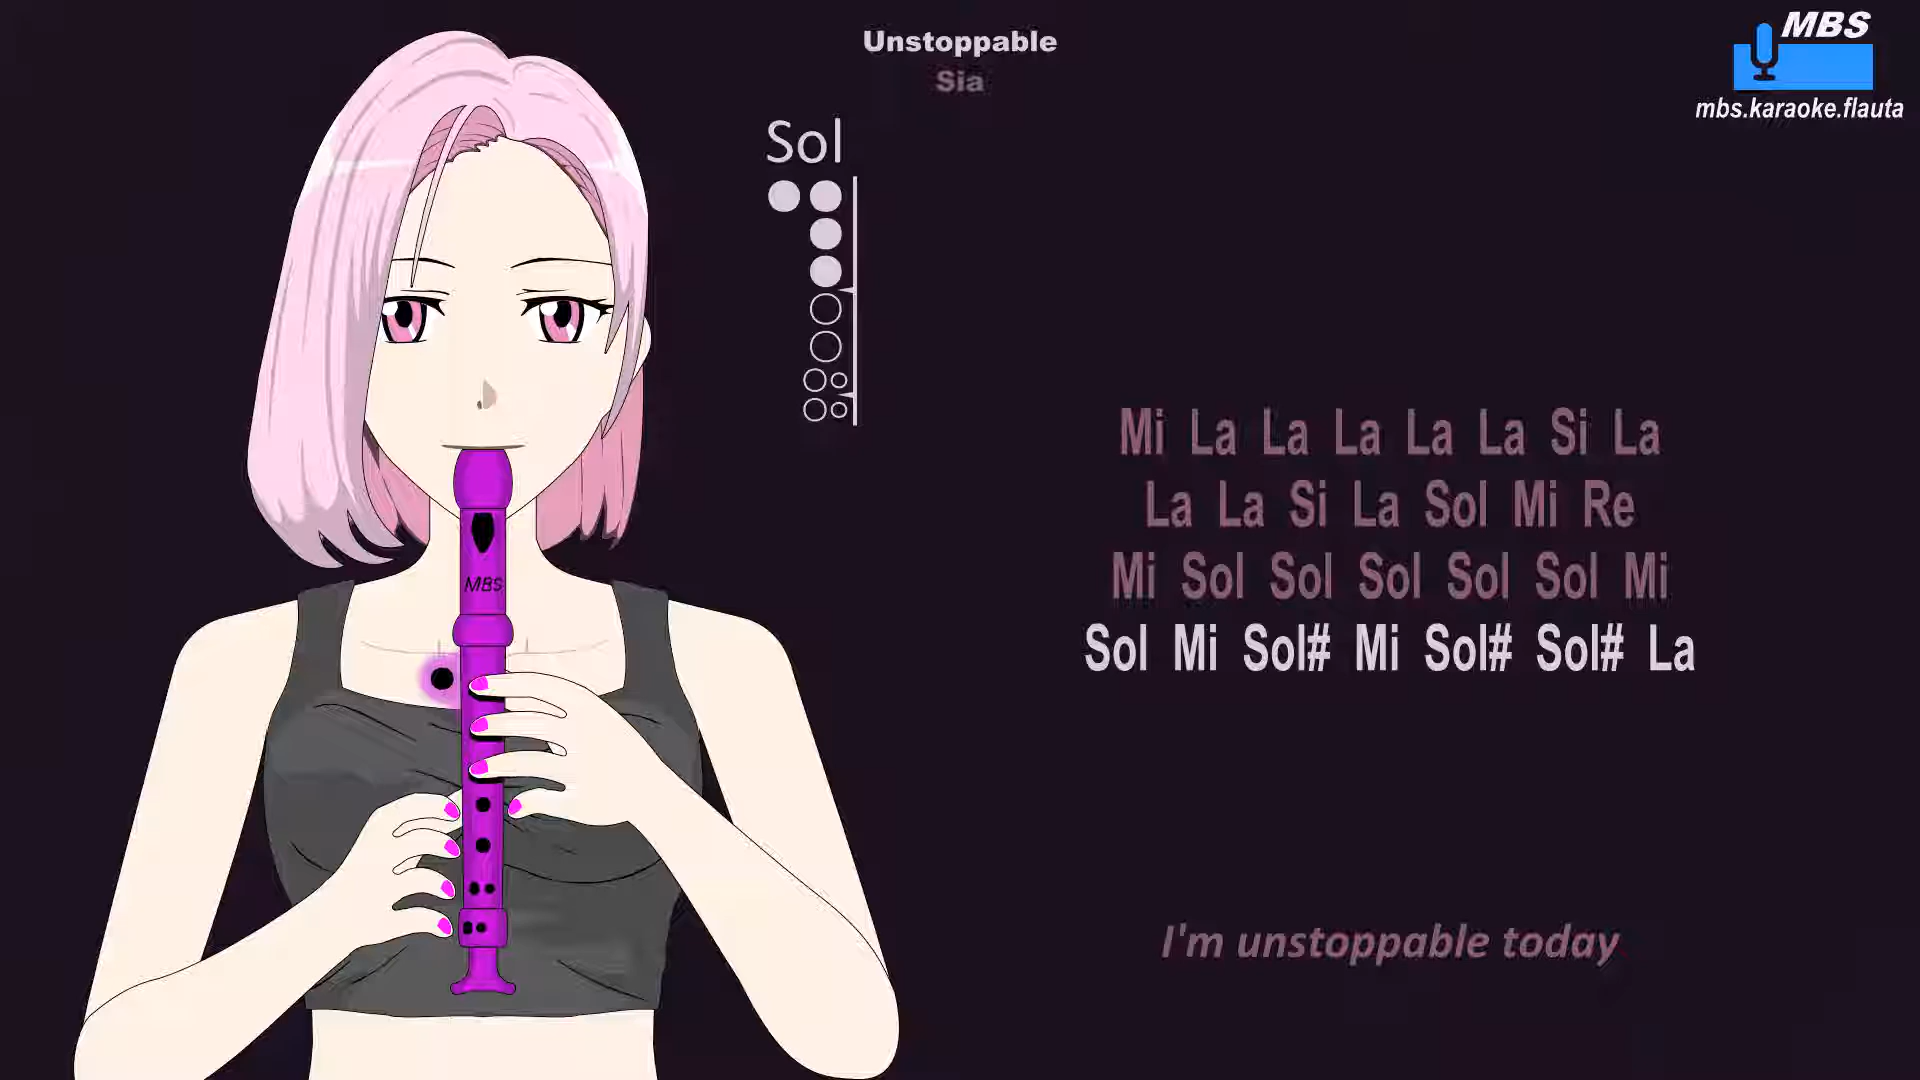 Unstoppable
Sia
MBS
mbs.karaoke.flauta
Sol
Mi La La La La La Si La
La La Si La Sol Mi Re
Mi Sol Sol Sol Sol Sol Mi
Sol Mi Sol# Mi Sol# Sol# La
MBS
I'm unstoppable today